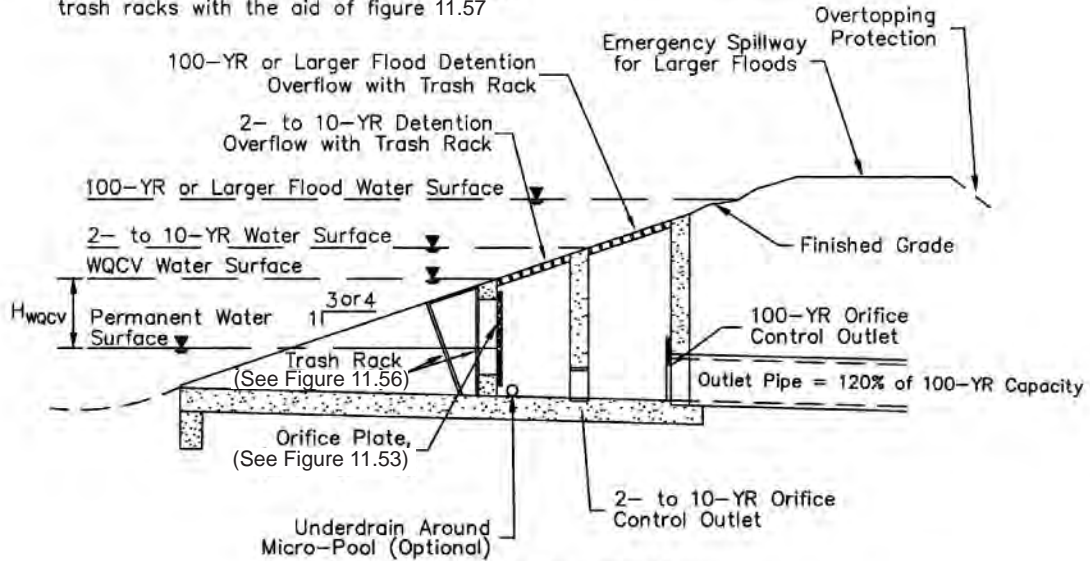 trash racks with the aid of figure 11.57
Overtopping
Protection
Emergency Spillway
for Larger Floods
100-YR or Larger Flood Detention
Overflow with Trash Rack
2- to 10-YR Detention
Overflow with Trash Rack
100-YR or Larger Flood Water Surface
2- to 10-YR Water Surface
Finished Grade
WQCV Water Surface
HWQCV
3or4
1
Permanent Water
Surface
100-YR Orifice
Control Outlet
Trash Rack
(See Figure 11.56)
Outlet Pipe = 120% of 100-YR Capacity
Orifice Plate,
(See Figure 11.53)
2- to 10-YR Orifice
Control Outlet
Underdrain Around
Micro-Pool (Optional)